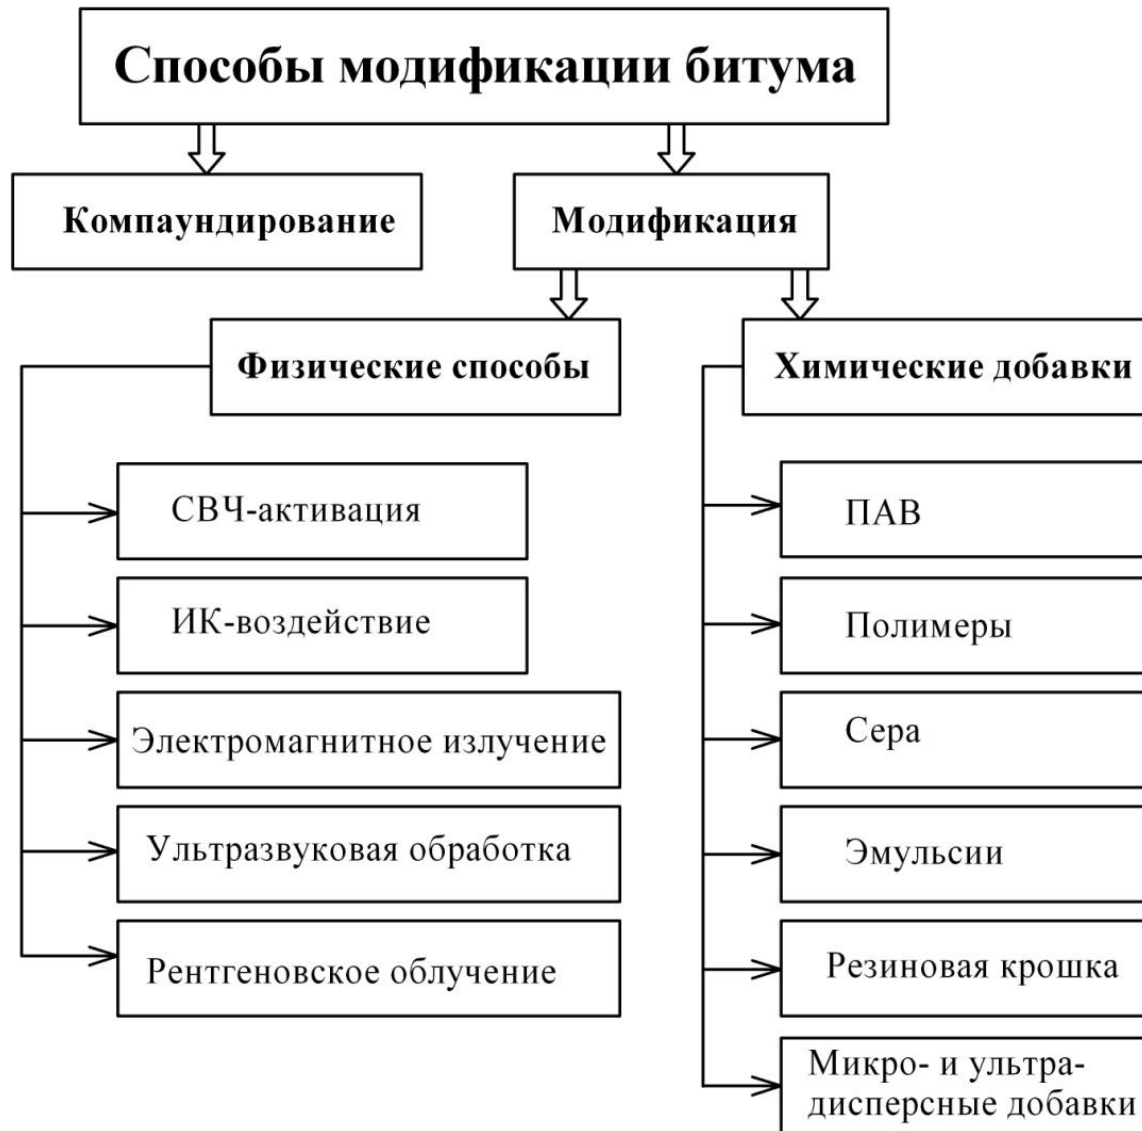 Способы модификации битума
Компаундирование
Модификация
Физические способы
СВЧ-активация
ИК-воздействие
Электромагнитное излучение
Ультразвуковая обработка
Рентгеновское облучение
Химические добавки
ПАВ
Полимеры
Сера
Эмульсии
Резиновая крошка
Микро- и ультра-
дисперсные добавки